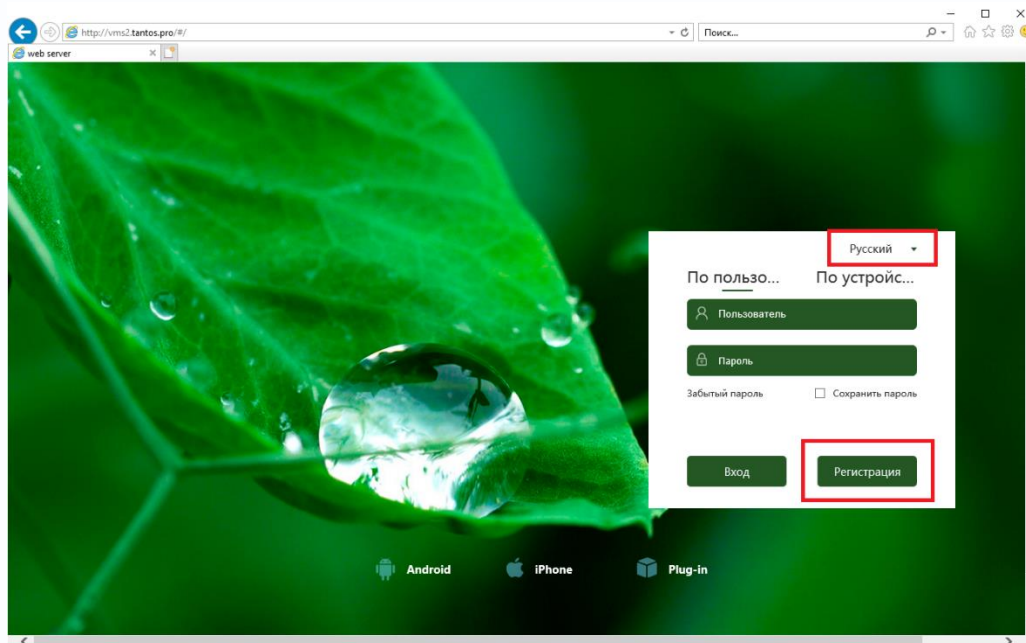 http://vms2.tantos.pro/#/
Поиск...
web server
Русский
По пользо... По устройс...
Пользователь
Пароль
Забытый пароль Сохранить пароль
Вход Регистрация
Android iPhone Plug-in